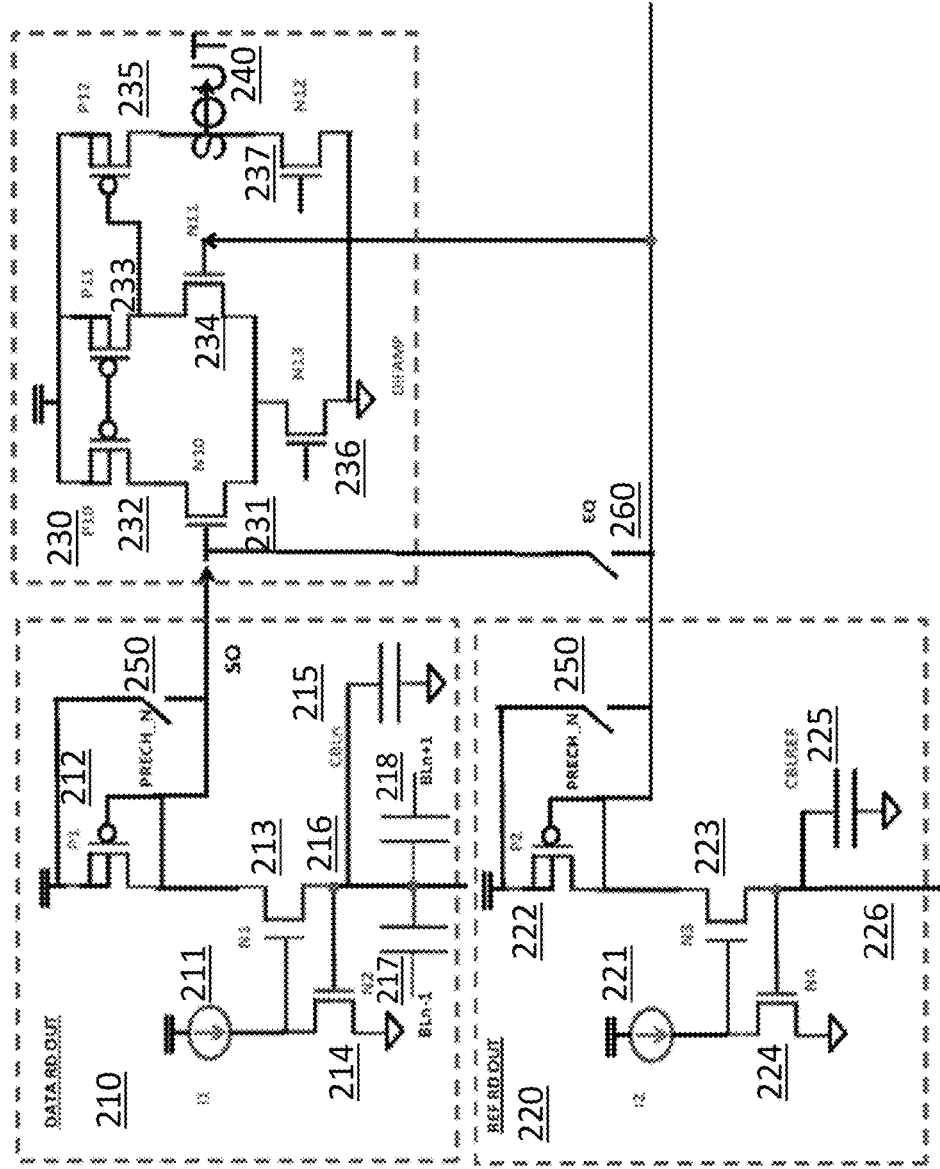 P12
235
SOUT
240
237
N12
P11
233
N11
234
N13
DIFAMP
236
230
P10
232
N10
231
EQ
260
212
P1
PRECH_N
250
SO
215
CBLN
218
BLn+1
213
216
N1
211
N2
217
BLn-1
214
I1
DATA RD OUT
210
P2
222
PRECH_N
250
CBLREF
225
223
N3
226
221
N4
224
I2
REF RD OUT
220